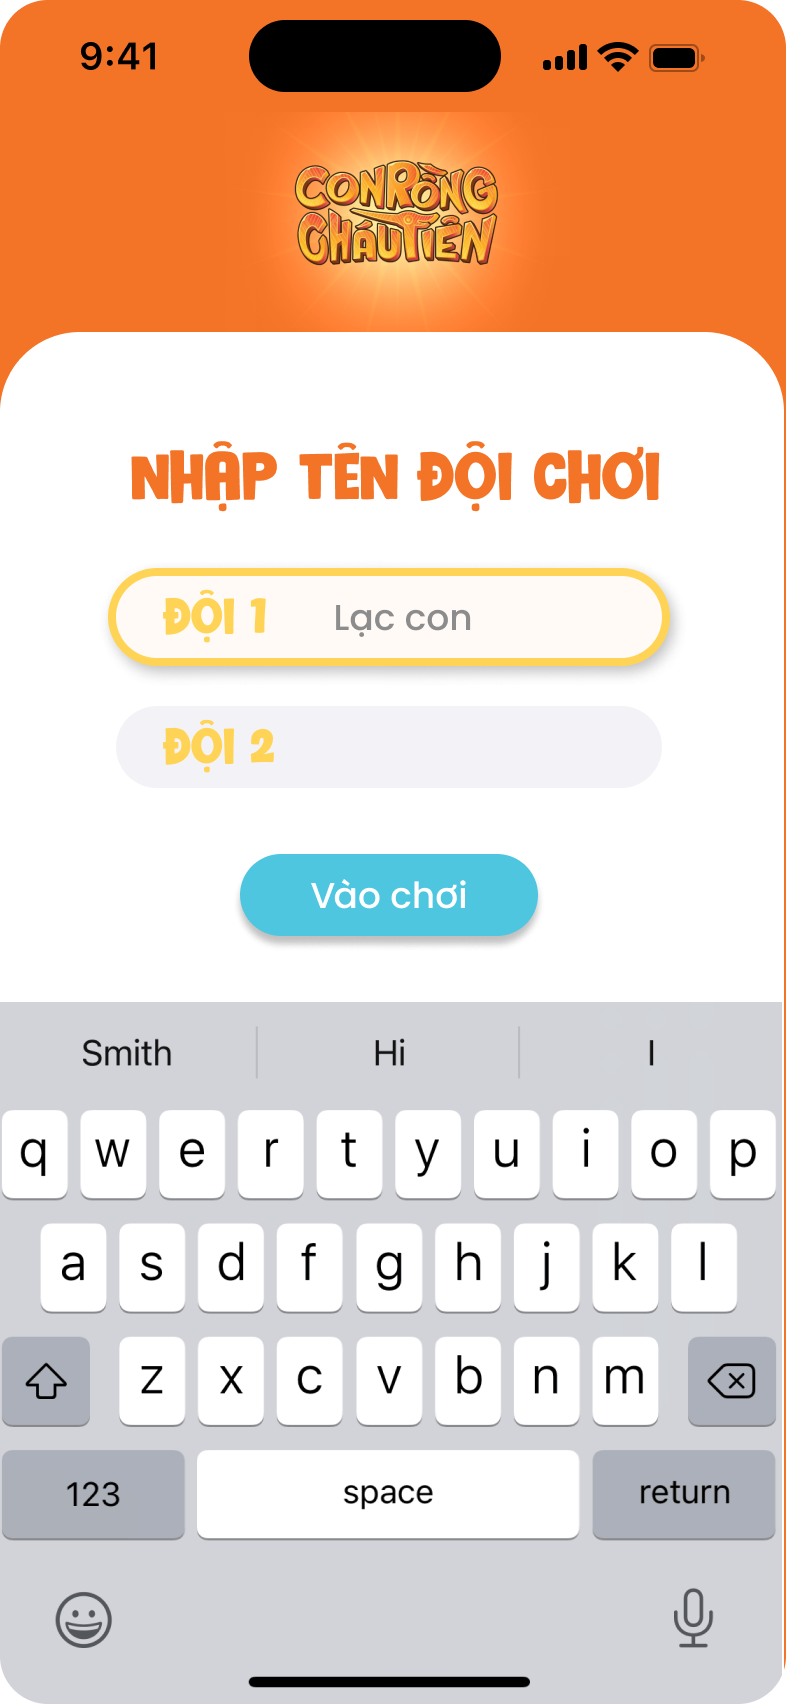 9:41
CON RỒNG
CHÁU TIÊN
NHẬP TÊN ĐỘI CHƠI
ĐỘI 1 Lạc con
ĐỘI 2
Vào chơi
Smith Hi I
q w e r t y u i o p
a s d f g h j k l
z x c v b n m
123 space return